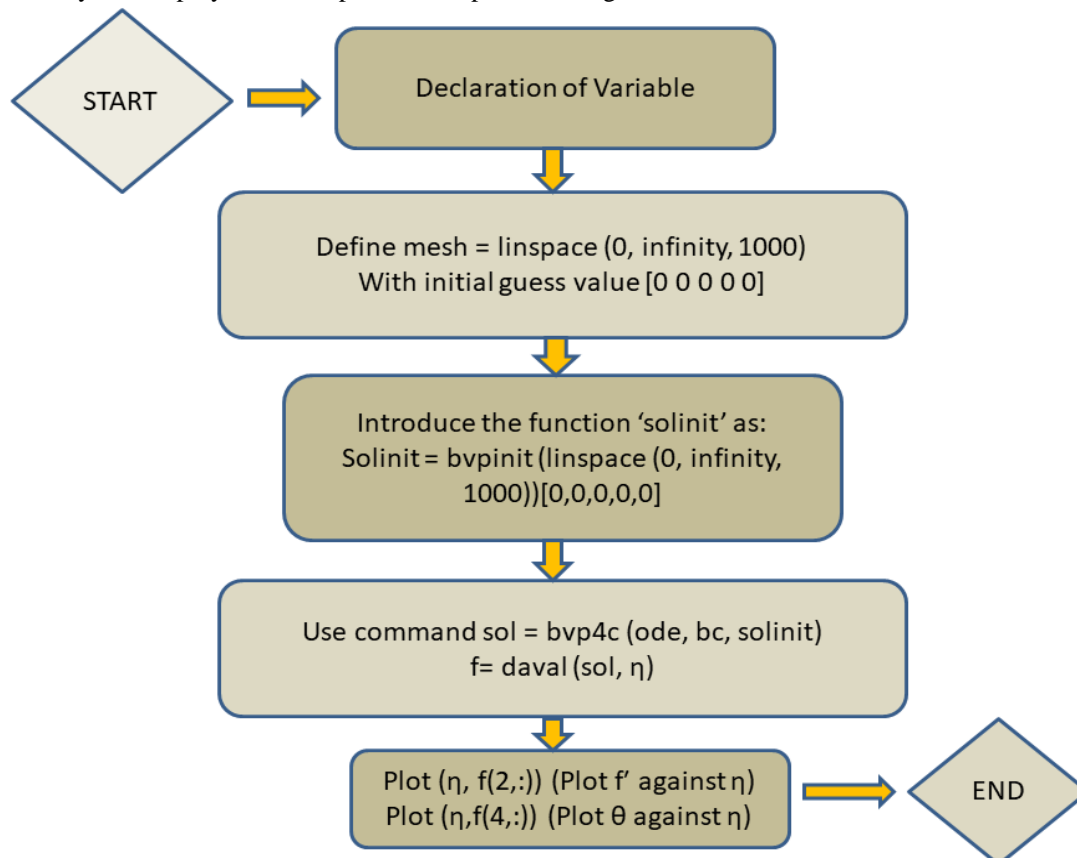 START
Declaration of Variable
Define mesh = linspace (0, infinity, 1000)
With initial guess value [0 0 0 0 0]
Introduce the function ‘solinit’ as:
Solinit = bvpinit (linspace (0, infinity,
1000))[0,0,0,0,0]
Use command sol = bvp4c (ode, bc, solinit)
f= daval (sol, η)
Plot (η, f(2,:)) (Plot f’ against η)
Plot (η,f(4,:)) (Plot θ against η)
END